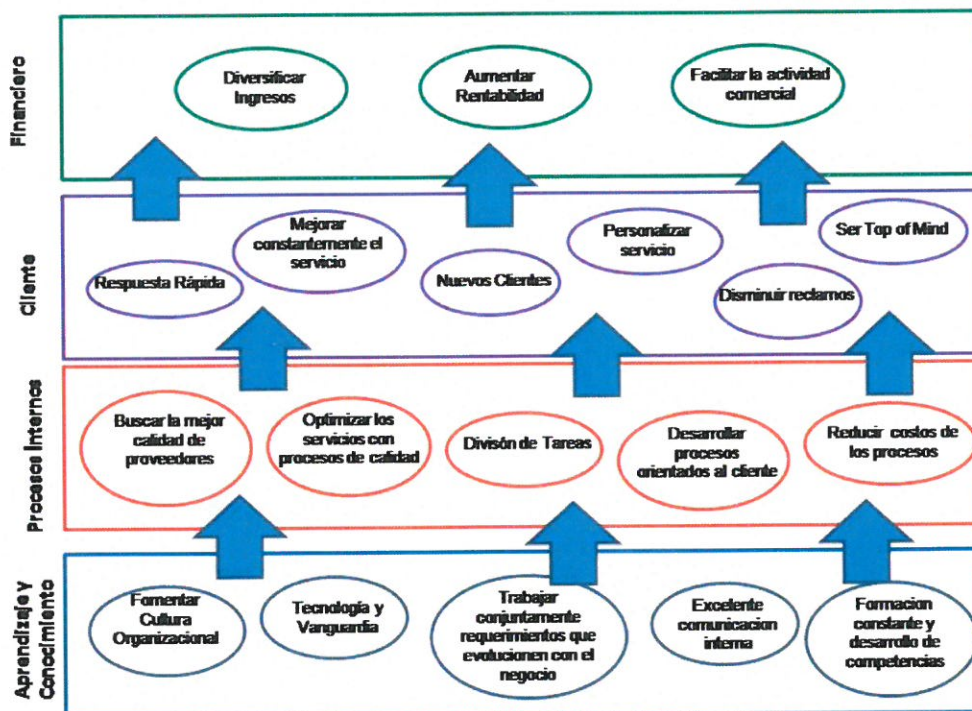 Financiero
Diversificar
Ingresos
Aumentar
Rentabilidad
Facilitar la actividad
comercial
Cliente
Respuesta Rápida
Mejorar
constantemente el
servicio
Nuevos Clientes
Personalizar
servicio
Disminuir reclamos
Ser Top of Mind
Procesos Internos
Buscar la mejor
calidad de
proveedores
Optimizar los
servicios con
procesos de calidad
Divisón de Tareas
Desarrollar
procesos
orientados al cliente
Reducir costos de
los procesos
Aprendizaje y
Conocimiento
Fomentar
Cultura
Organizacional
Tecnología y
Vanguardia
Trabajar
conjuntamente
requerimientos que
evolucionen con el
negocio
Excelente
comunicacion
interna
Formacion
constante y
desarrollo de
competencias